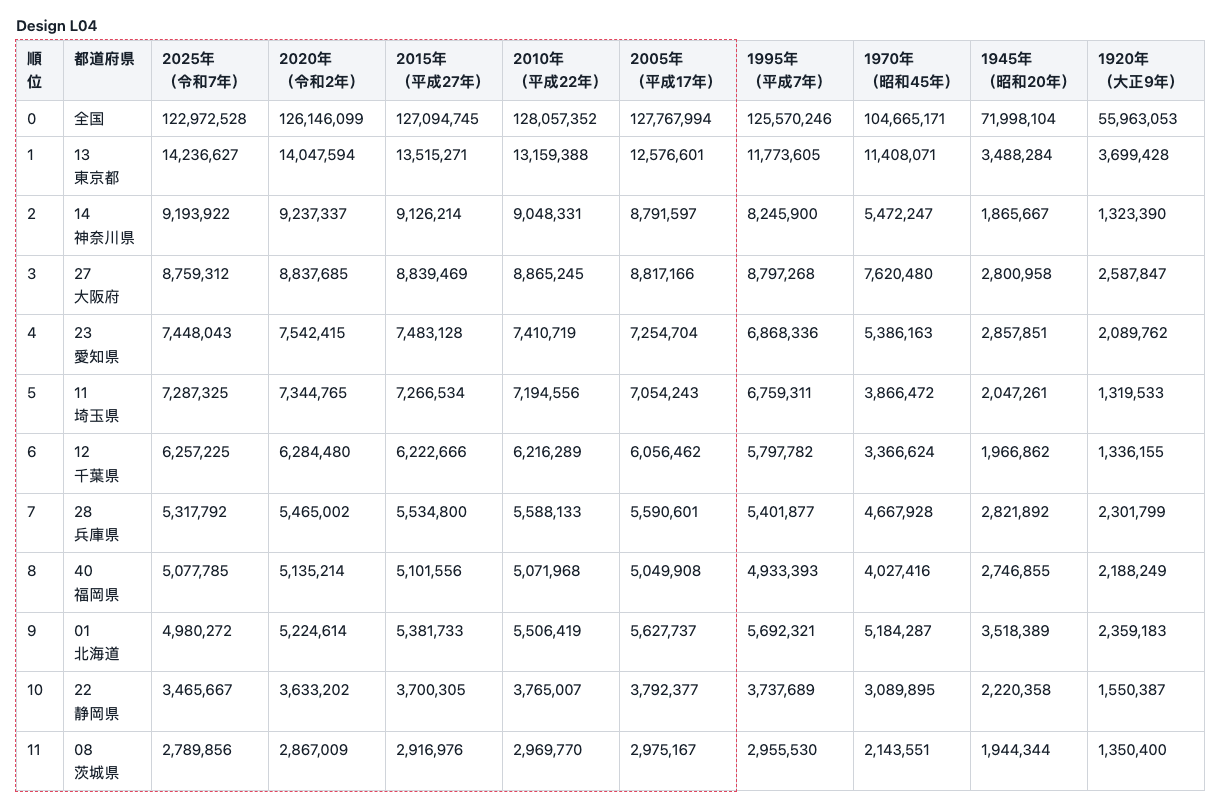 Design L04
順位 都道府県 2025年（令和7年） 2020年（令和2年） 2015年（平成27年） 2010年（平成22年） 2005年（平成17年） 1995年（平成7年） 1970年（昭和45年） 1945年（昭和20年） 1920年（大正9年）
0 全国 122,972,528 126,146,099 127,094,745 128,057,352 127,767,994 125,570,246 104,665,171 71,998,104 55,963,053
1 13 東京都 14,236,627 14,047,594 13,515,271 13,159,388 12,576,601 11,773,605 11,408,071 3,488,284 3,699,428
2 14 神奈川県 9,193,922 9,237,337 9,126,214 9,048,331 8,791,597 8,245,900 5,472,247 1,865,667 1,323,390
3 27 大阪府 8,759,312 8,837,685 8,839,469 8,865,245 8,817,166 8,797,268 7,620,480 2,800,958 2,587,847
4 23 愛知県 7,448,043 7,542,415 7,483,128 7,410,719 7,254,704 6,868,336 5,386,163 2,857,851 2,089,762
5 11 埼玉県 7,287,325 7,344,765 7,266,534 7,194,556 7,054,243 6,759,311 3,866,472 2,047,261 1,319,533
6 12 千葉県 6,257,225 6,284,480 6,222,666 6,216,289 6,056,462 5,797,782 3,366,624 1,966,862 1,336,155
7 28 兵庫県 5,317,792 5,465,002 5,534,800 5,588,133 5,590,601 5,401,877 4,667,928 2,821,892 2,301,799
8 40 福岡県 5,077,785 5,135,214 5,101,556 5,071,968 5,049,908 4,933,393 4,027,416 2,746,855 2,188,249
9 01 北海道 4,980,272 5,224,614 5,381,733 5,506,419 5,627,737 5,692,321 5,184,287 3,518,389 2,359,183
10 22 静岡県 3,465,667 3,633,202 3,700,305 3,765,007 3,792,377 3,737,689 3,089,895 2,220,358 1,550,387
11 08 茨城県 2,789,856 2,867,009 2,916,976 2,969,770 2,975,167 2,955,530 2,143,551 1,944,344 1,350,400